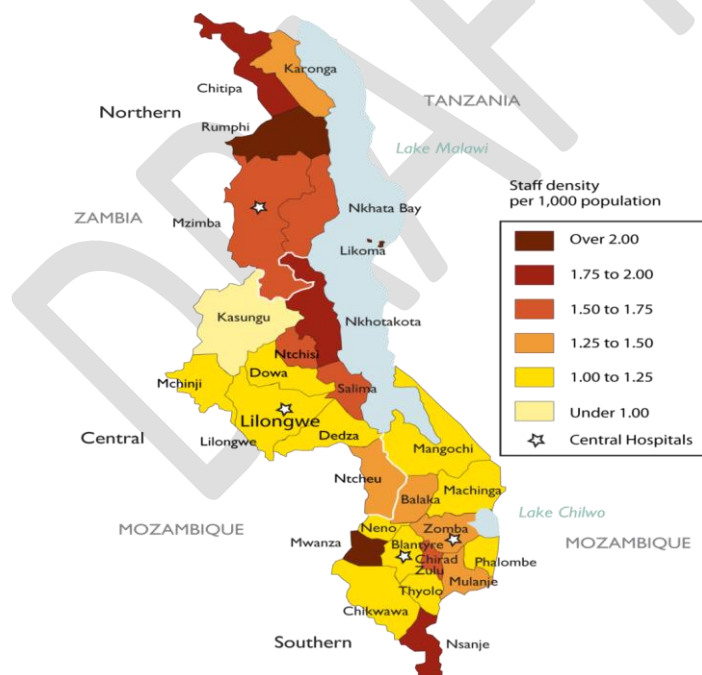 DRAFT
Karonga
Chitipa
TANZANIA
Northern
Rumphi
Lake Malawi
Staff density
per 1,000 population
Nkhata Bay
ZAMBIA
Mzimba
Over 2.00
Likoma
1.75 to 2.00
1.50 to 1.75
Kasungu
Nkhotakota
1.25 to 1.50
Ntchisi
Dowa
1.00 to 1.25
Mchinji
Salima
Under 1.00
Lilongwe
Central
Lilongwe
Dedza
Central Hospitals
Mangochi
Ntcheu
Machinga
Balaka
Lake Chilwo
MOZAMBIQUE
Neno
Zomba
Mwanza
Blantyre
MOZAMBIQUE
Chirad
Zulu
Phalombe
Mulanje
Thyolo
Chikwawa
Southern
Nsanje